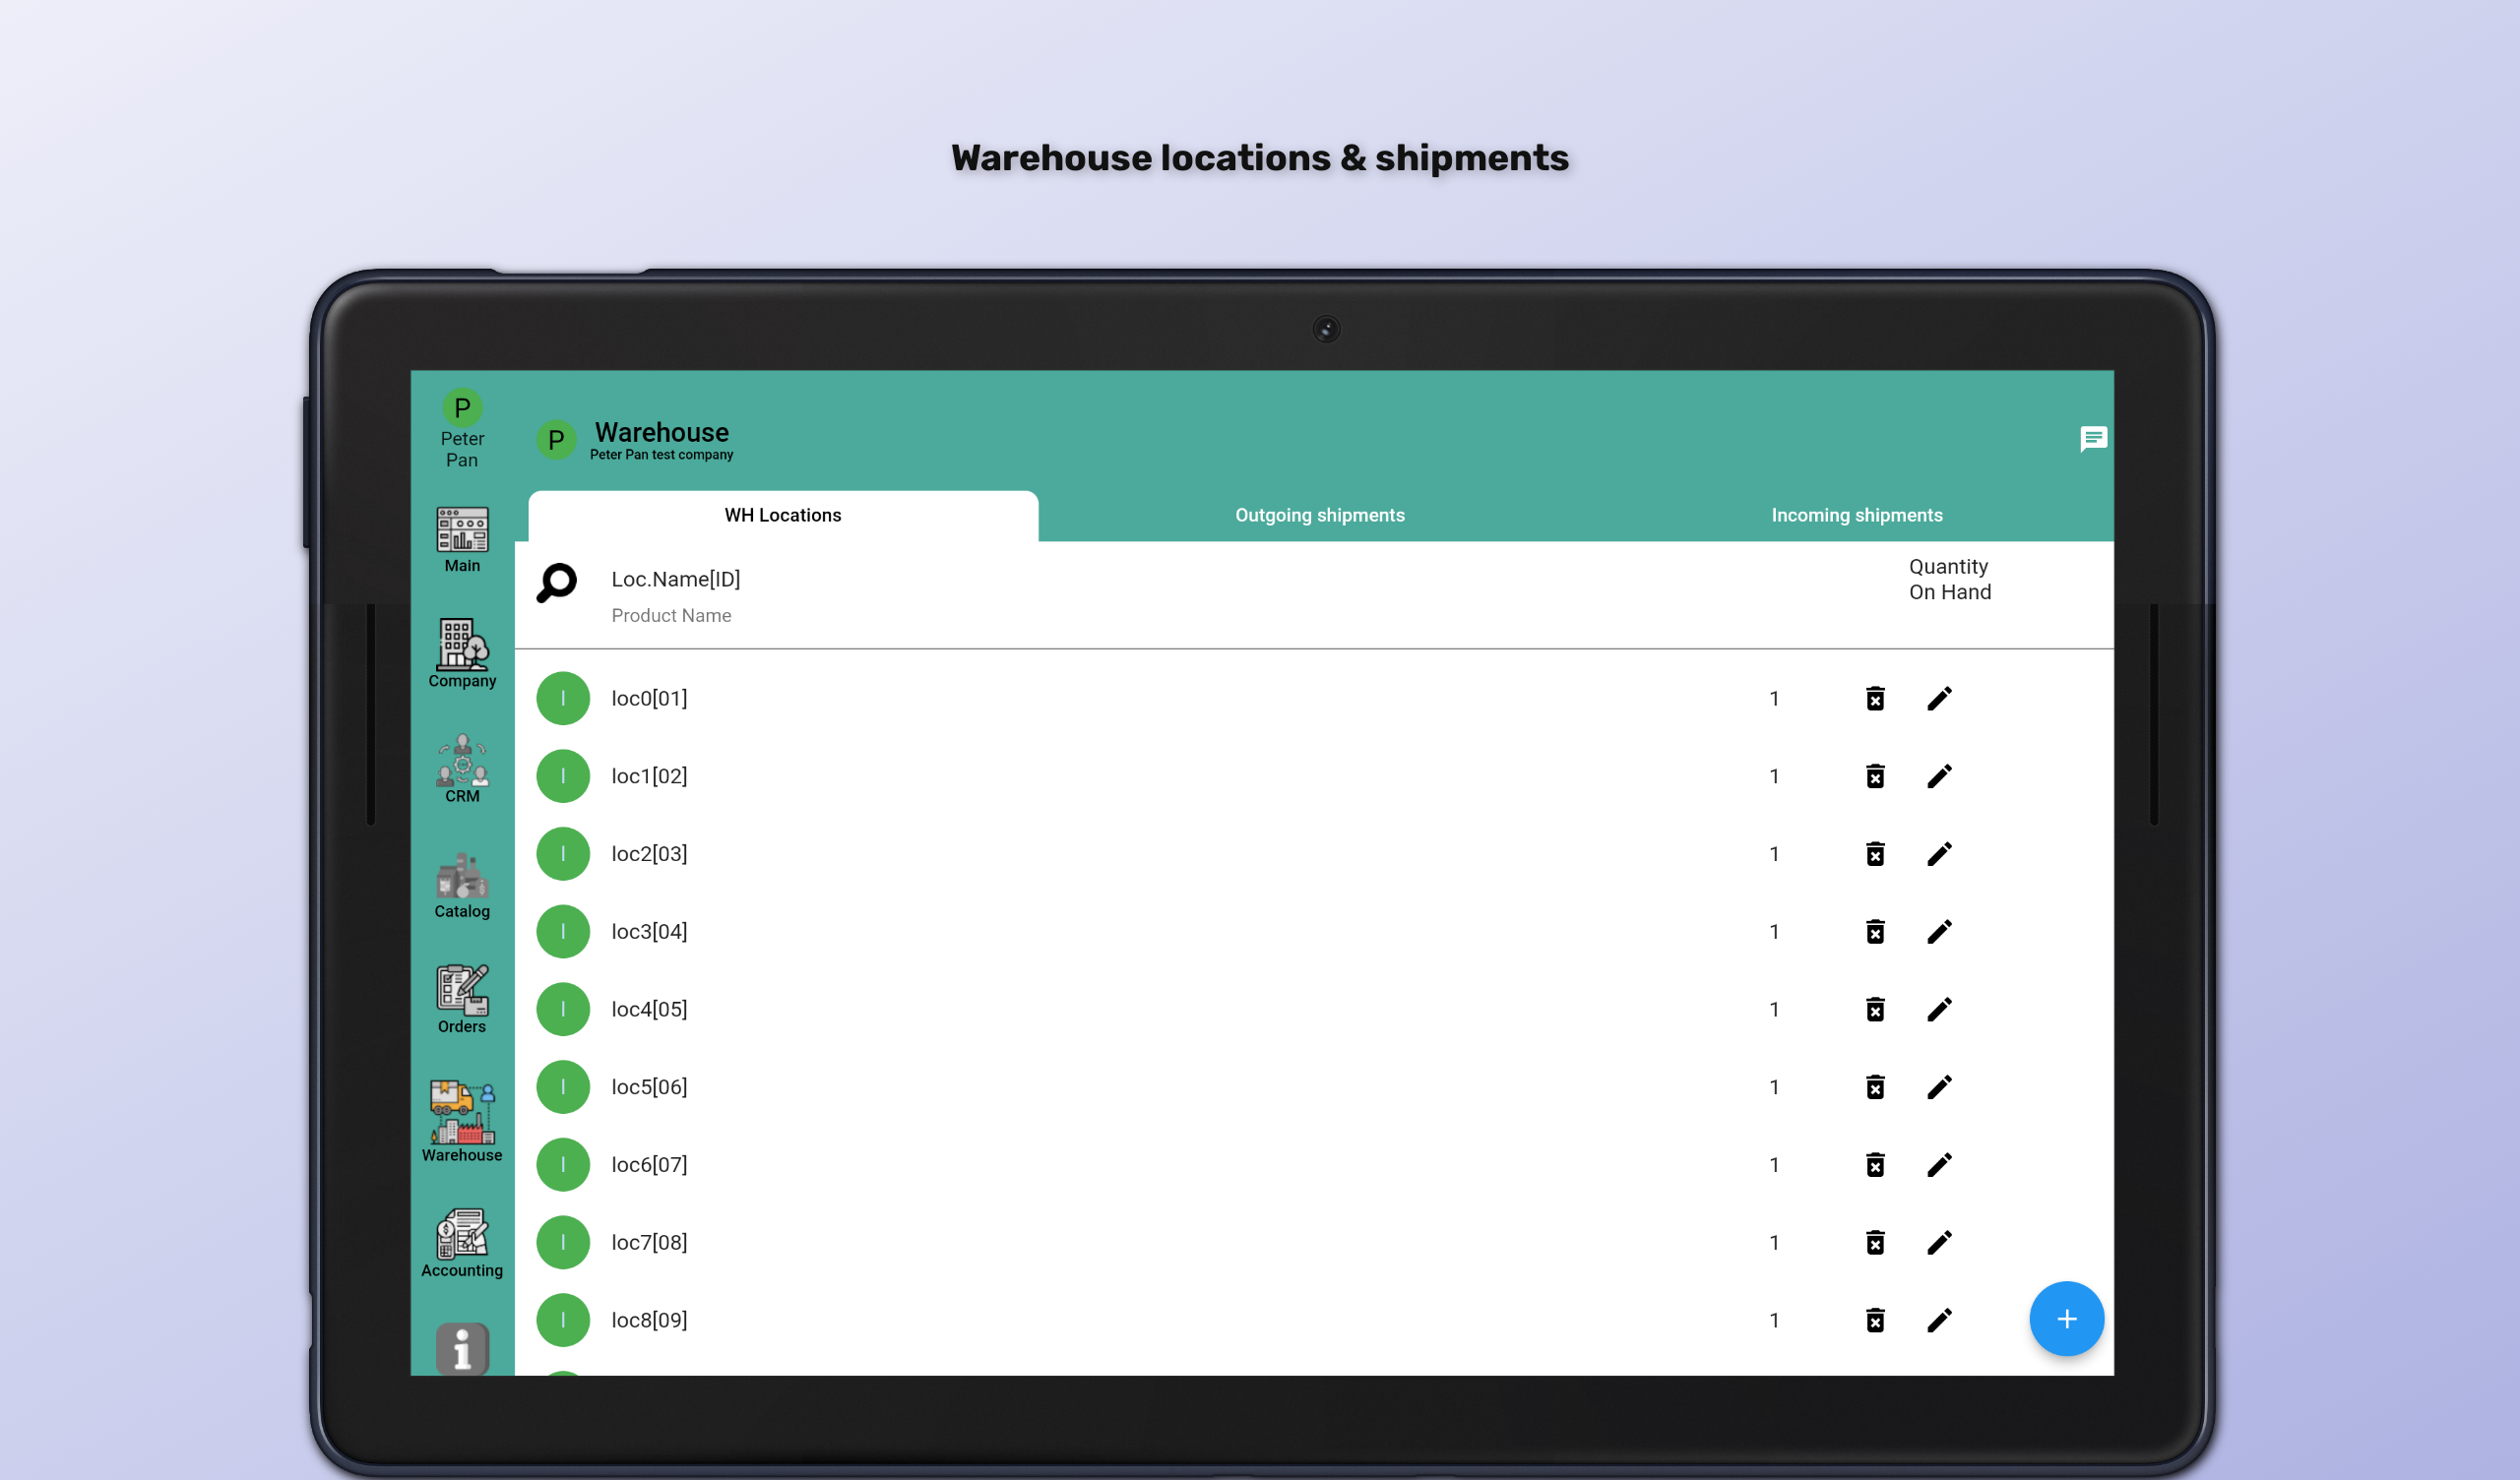 Warehouse locations & shipments
P
Peter
Pan
P
Warehouse
Peter Pan test company
WH Locations
Outgoing shipments
Incoming shipments
Main
Company
CRM
Catalog
Orders
Warehouse
Accounting
Loc.Name[ID]
Product Name
Quantity
On Hand
l loc0[01] 1
l loc1[02] 1
l loc2[03] 1
l loc3[04] 1
l loc4[05] 1
l loc5[06] 1
l loc6[07] 1
l loc7[08] 1
l loc8[09] 1